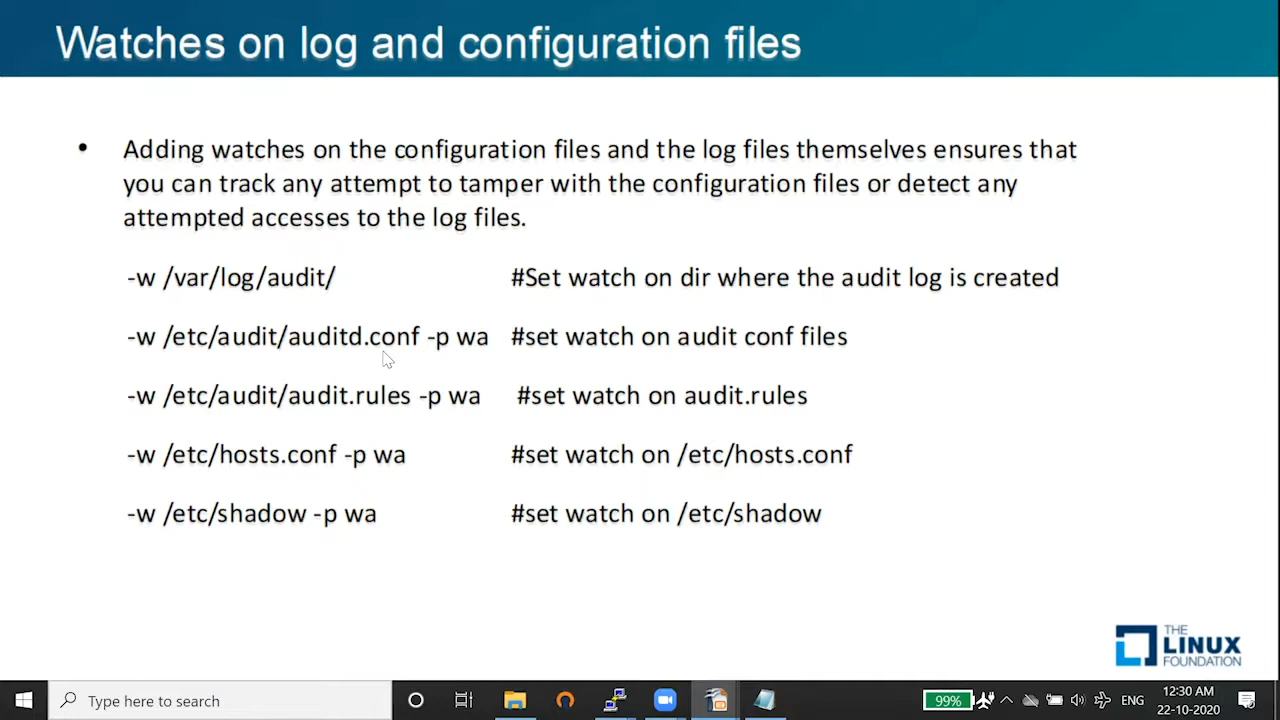 Watches on log and configuration files
• Adding watches on the configuration files and the log files themselves ensures that
you can track any attempt to tamper with the configuration files or detect any
attempted accesses to the log files.
-w /var/log/audit/ #Set watch on dir where the audit log is created
-w /etc/audit/auditd.conf -p wa #set watch on audit conf files
-w /etc/audit/audit.rules -p wa #set watch on audit.rules
-w /etc/hosts.conf -p wa #set watch on /etc/hosts.conf
-w /etc/shadow -p wa #set watch on /etc/shadow
THE
LINUX
FOUNDATION
Type here to search
99%
ENG
12:30 AM
22-10-2020